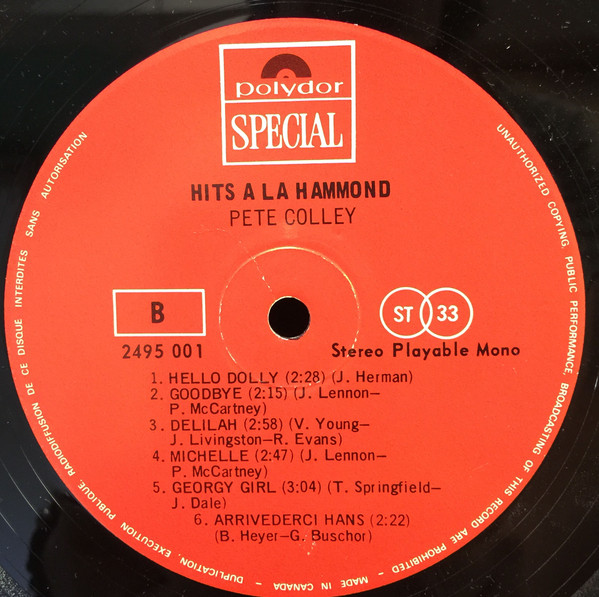 polydor
SPECIAL
HITS A LA HAMMOND
PETE COLLEY
B
2495 001
ST 33
Stereo Playable Mono
1. HELLO DOLLY (2:28) (J. Herman)
2. GOODBYE (2:15) (J. Lennon–
P. McCartney)
3. DELILAH (2:58) (V. Young–
J. Livingston–R. Evans)
4. MICHELLE (2:47) (J. Lennon–
P. McCartney)
5. GEORGY GIRL (3:04) (T. Springfield–
J. Dale)
6. ARRIVEDERCI HANS (2:22)
(B. Heyer–G. Buschor)
UNAUTHORIZED COPYING, PUBLIC PERFORMANCE, BROADCASTING OF THIS RECORD ARE PROHIBITED – MADE IN CANADA – DUPLICATION, EXECUTION PUBLIQUE, RADIODIFFUSION DE CE DISQUE INTERDITES SANS AUTORISATION